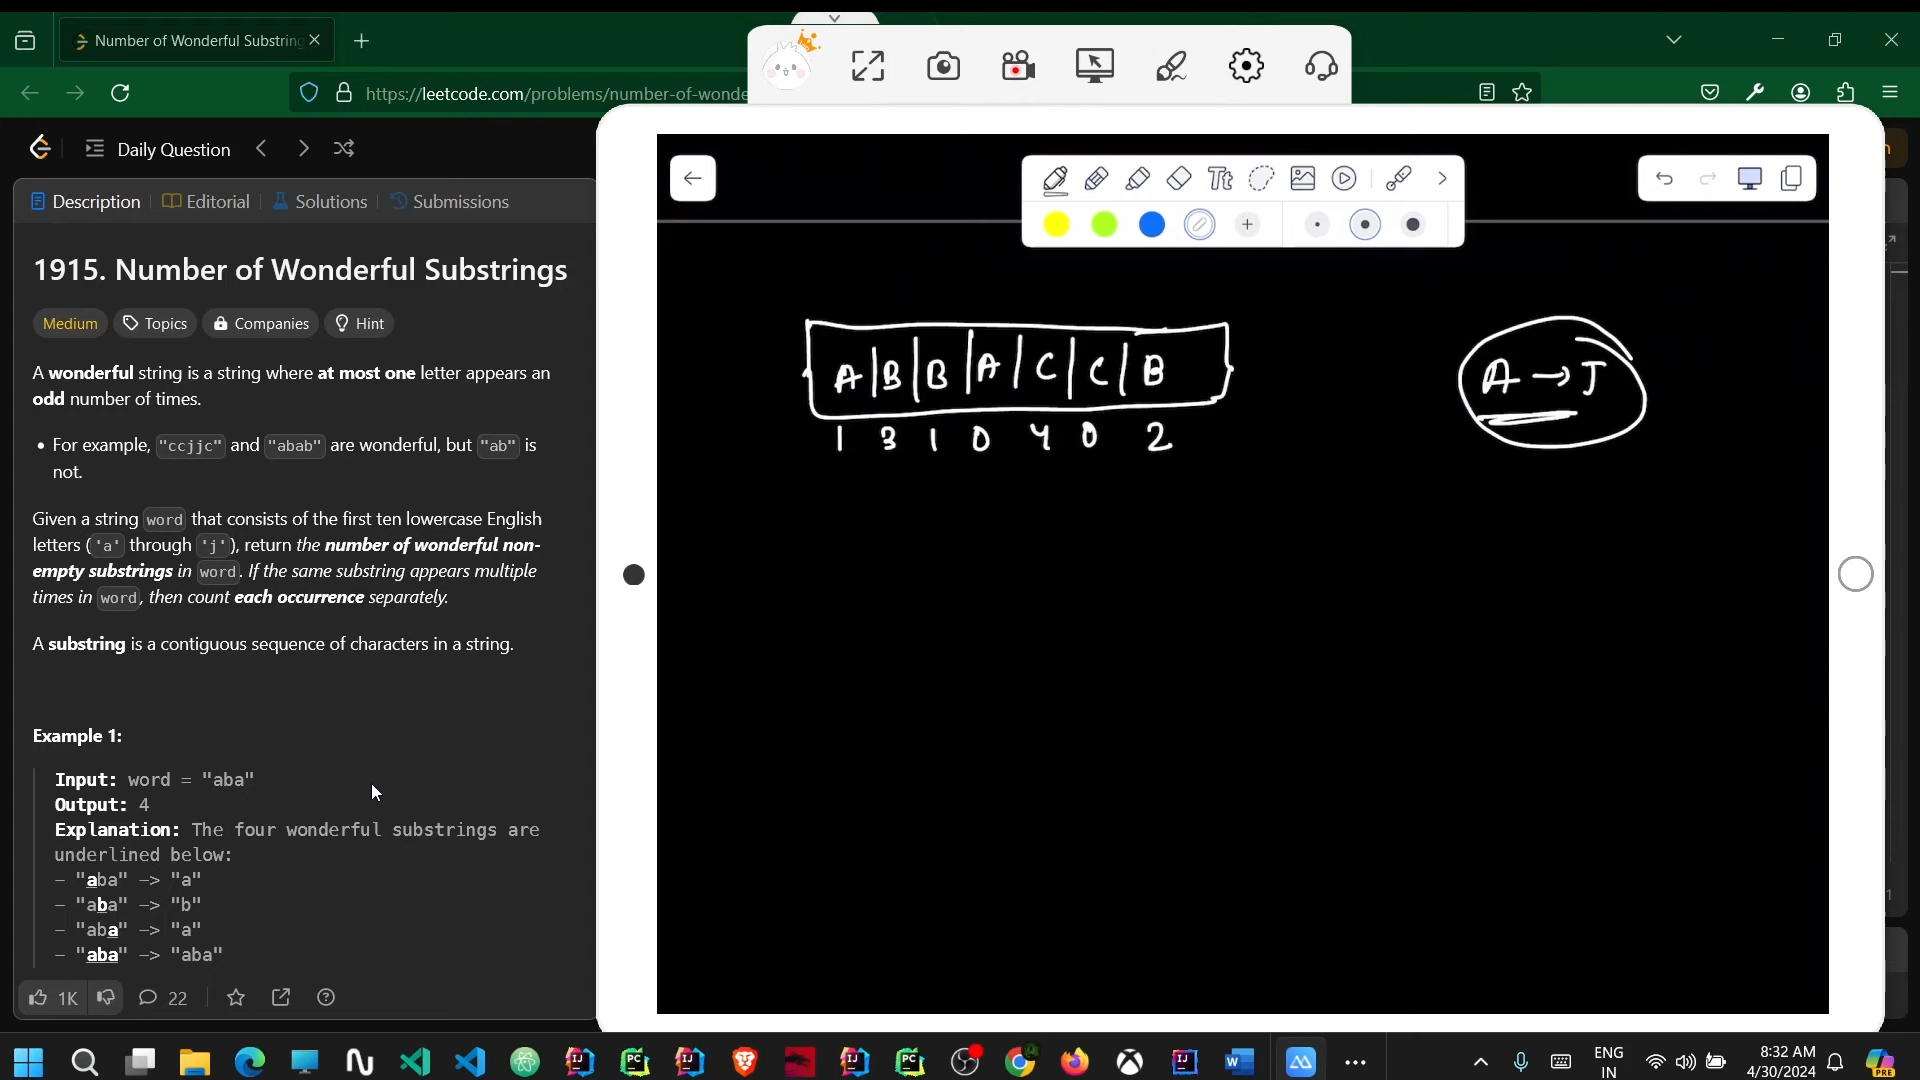 Number of Wonderful Substring
https://leetcode.com/problems/number-of-wonde
Daily Question
Description
Editorial
Solutions
Submissions
1915. Number of Wonderful Substrings
Medium
Topics
Companies
Hint
A wonderful string is a string where at most one letter appears an
odd number of times.
• For example, "ccjjc" and "abab" are wonderful, but "ab" is
not.
Given a string word that consists of the first ten lowercase English
letters ('a' through 'j'), return the number of wonderful non-
empty substrings in word. If the same substring appears multiple
times in word, then count each occurrence separately.
A substring is a contiguous sequence of characters in a string.
Example 1:
Input: word = "aba"
Output: 4
Explanation: The four wonderful substrings are
underlined below:
- "aba" -> "a"
- "aba" -> "b"
- "aba" -> "a"
- "aba" -> "aba"
1K
22
Tt
A|B|B|A|C|C|B
1 3 1 0 4 0 2
A → J
ENG
IN
8:32 AM
4/30/2024